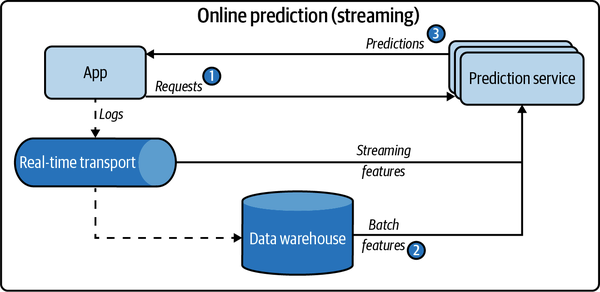 Online prediction (streaming)
Predictions 3
App
Requests 1
Prediction service
Logs
Real-time transport
Streaming
features
Data warehouse
Batch
features 2